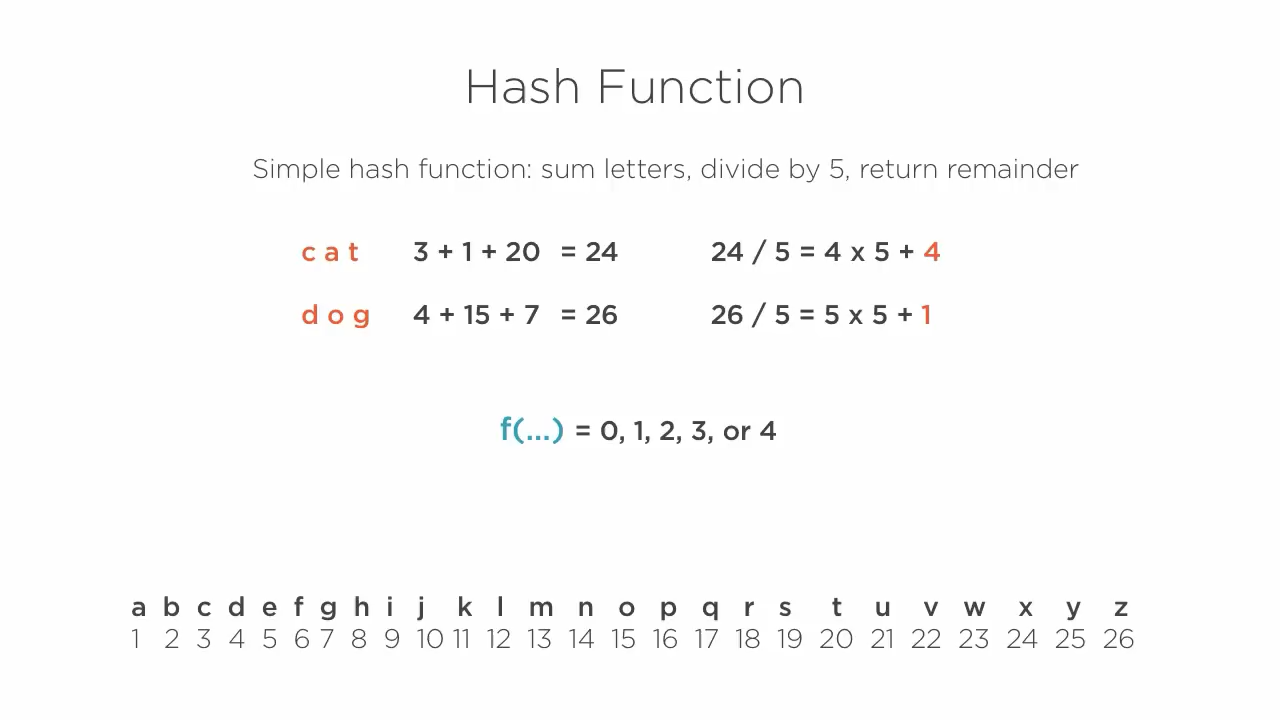 Hash Function
Simple hash function: sum letters, divide by 5, return remainder
c a t 3 + 1 + 20 = 24 24 / 5 = 4 x 5 + 4
d o g 4 + 15 + 7 = 26 26 / 5 = 5 x 5 + 1
f(...) = 0, 1, 2, 3, or 4
a b c d e f g h i j k l m n o p q r s t u v w x y z
1 2 3 4 5 6 7 8 9 10 11 12 13 14 15 16 17 18 19 20 21 22 23 24 25 26